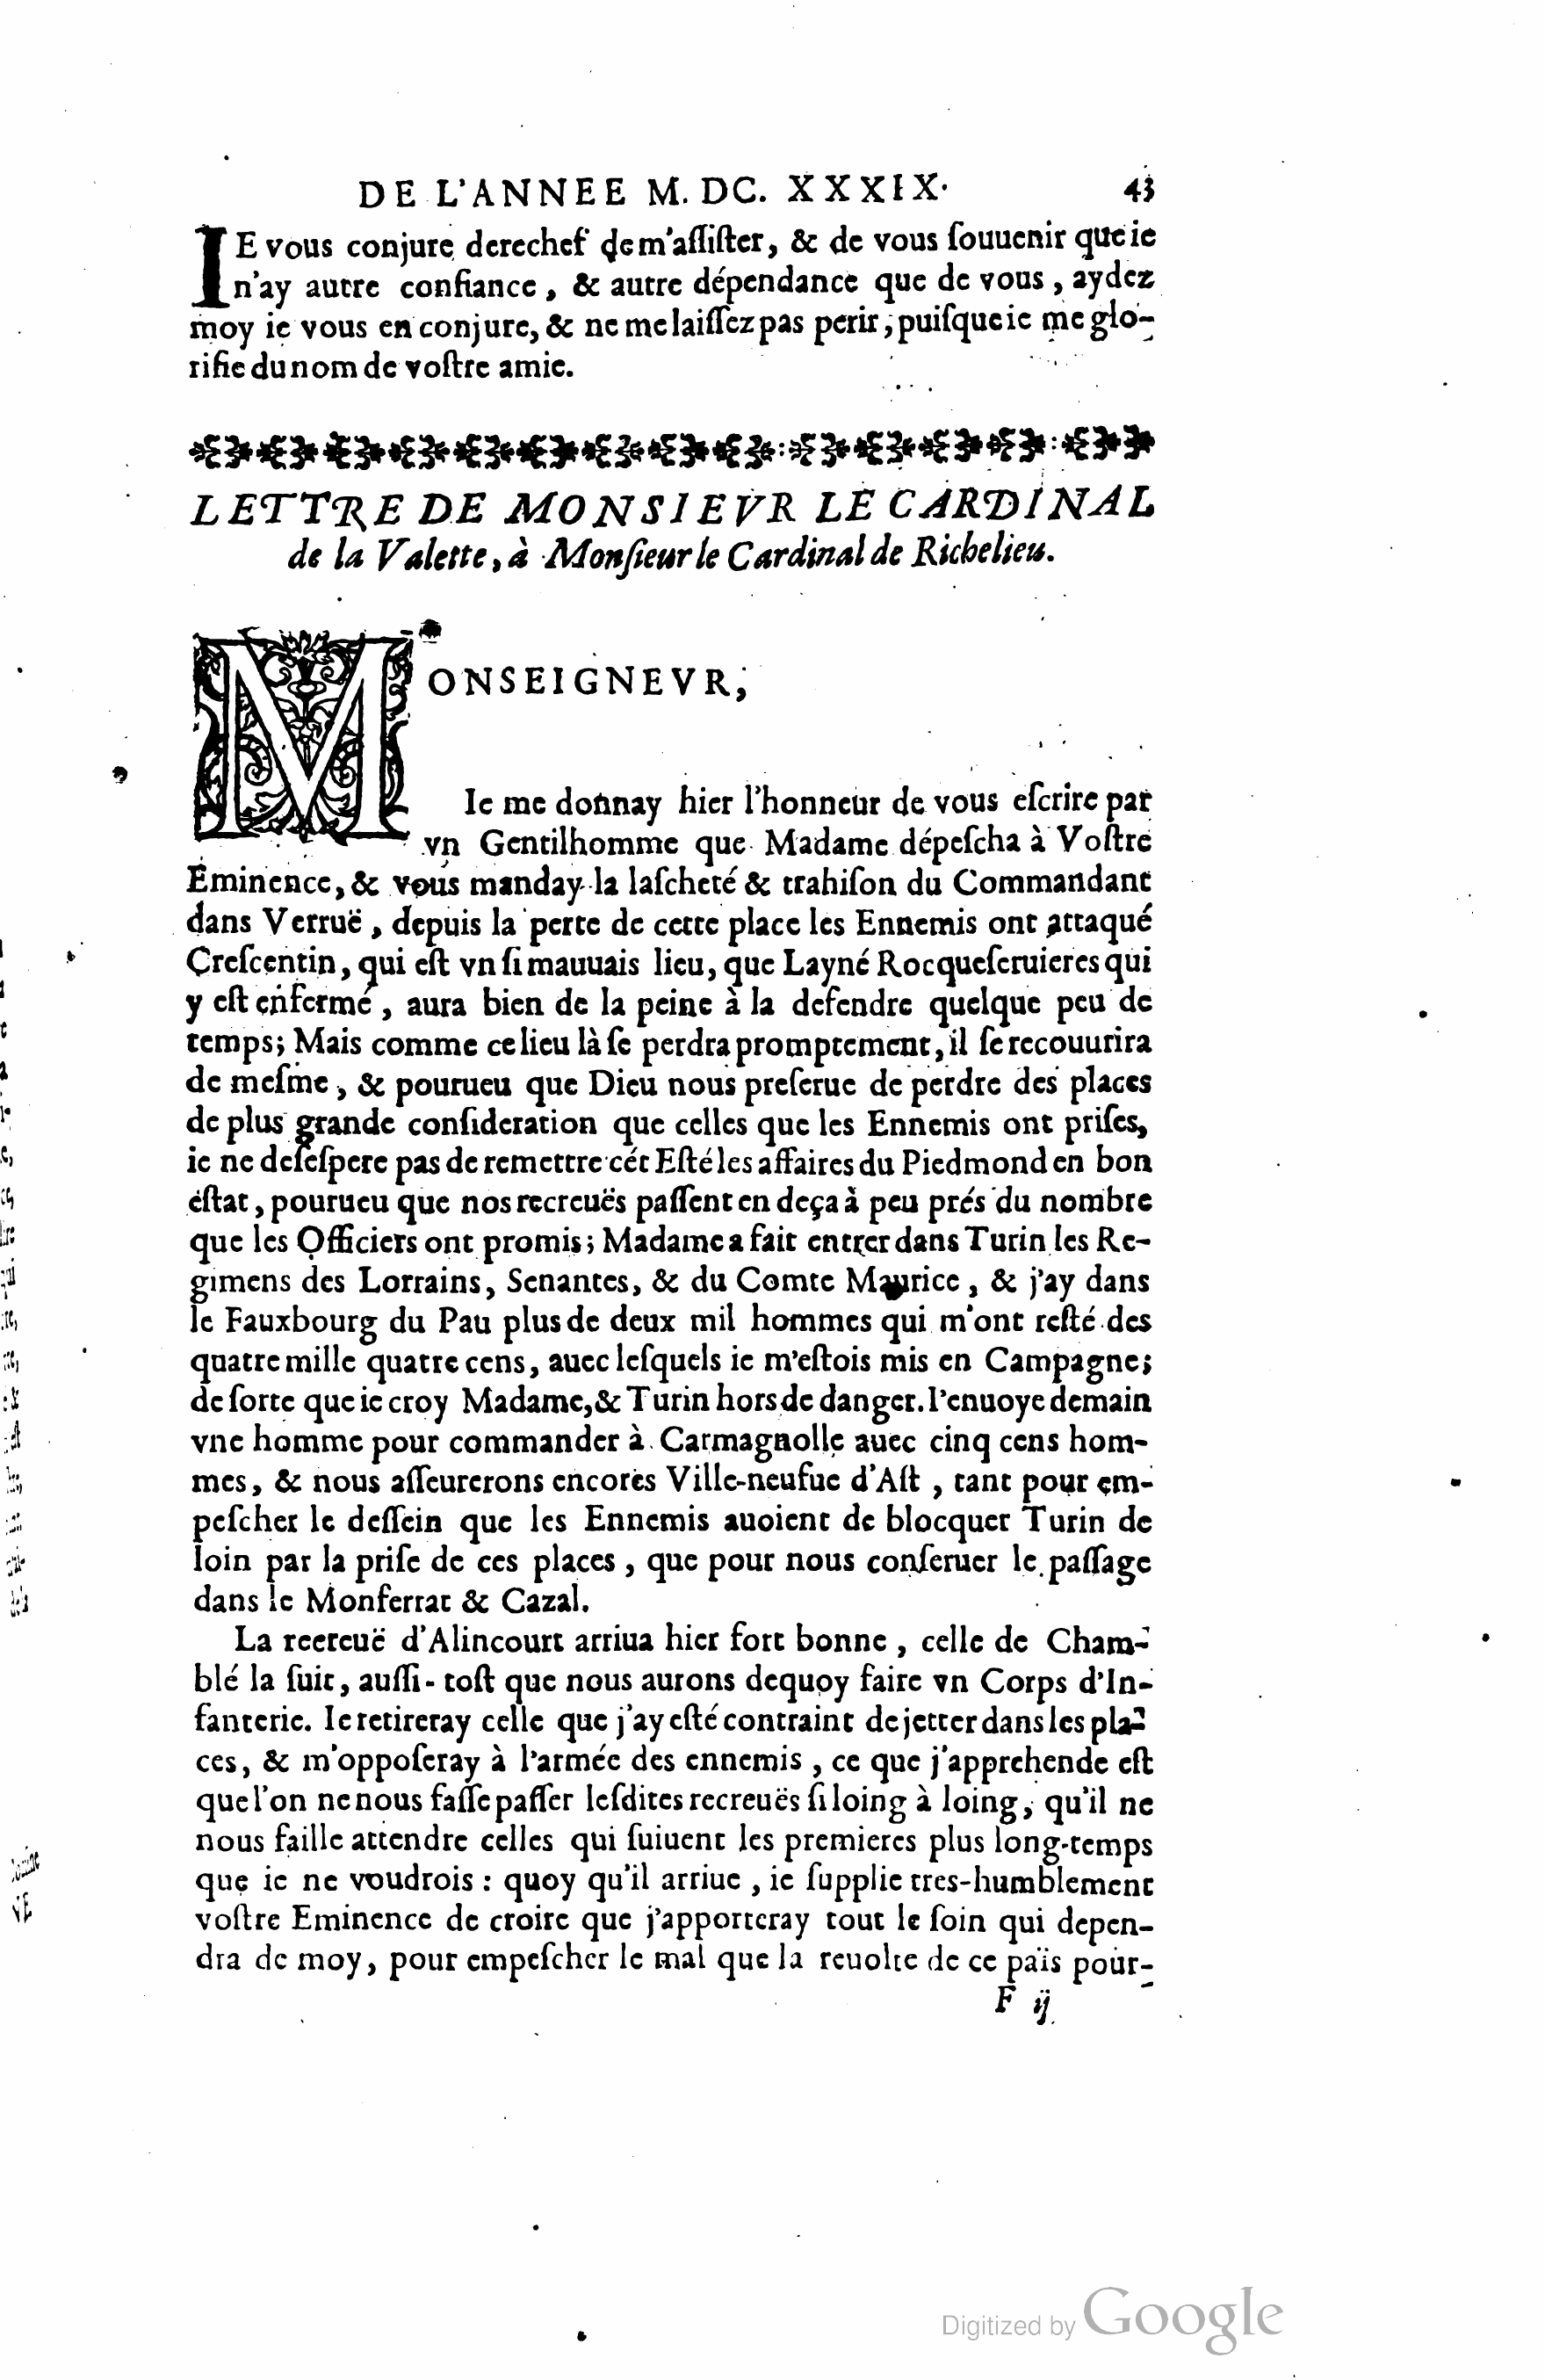 DE L'ANNEE M. DC. XXXIX. 43
IE vous conjure derechef de m'aſſiſter, & de vous ſouuenir que ie
n'ay autre confiance, & autre dépendance que de vous, aydez
moy ie vous en conjure, & ne me laiſſez pas perir; puiſque ie me glo-
rifie du nom de voſtre amie.
LETTRE DE MONSIEVR LE CARDINAL
de la Valette, à Monſieur le Cardinal de Richelieu.
MONSEIGNEVR,
Ie me donnay hier l'honneur de vous eſcrire par
vn Gentilhomme que Madame dépeſcha à Voſtre
Eminence, & vous manday la laſcheté & trahiſon du Commandant
dans Verruë, depuis la perte de cette place les Ennemis ont attaqué
Creſcentin, qui eſt vn ſi mauuais lieu, que Layné Rocqueſeruieres qui
y eſt enfermé, aura bien de la peine à la defendre quelque peu de
temps; Mais comme ce lieu là ſe perdra promptement, il ſe recouurira
de meſme, & pourueu que Dieu nous preſerue de perdre des places
de plus grande conſideration que celles que les Ennemis ont priſes,
ie ne deſeſpere pas de remettre cét Eſté les affaires du Piedmond en bon
eſtat, pourueu que nos recreuës paſſent en deça à peu prés du nombre
que les Officiers ont promis; Madame a fait entrer dans Turin les Re-
gimens des Lorrains, Senantes, & du Comte Maurice, & j'ay dans
le Fauxbourg du Pau plus de deux mil hommes qui m'ont reſté des
quatre mille quatre cens, auec leſquels ie m'eſtois mis en Campagne;
de ſorte que ie croy Madame, & Turin hors de danger. I'enuoye demain
vne homme pour commander à Carmagnolle auec cinq cens hom-
mes, & nous aſſeurerons encores Ville-neufue d'Aſt, tant pour em-
peſcher le deſſein que les Ennemis auoient de blocquer Turin de
loin par la priſe de ces places, que pour nous conſeruer le paſſage
dans le Monferrat & Cazal.
La recreuë d'Alincourt arriua hier fort bonne, celle de Cham-
blé la ſuit, auſſi-toſt que nous aurons dequoy faire vn Corps d'In-
fanterie. Ie retireray celle que j'ay eſté contraint de jetter dans les pla-
ces, & m'oppoſeray à l'armée des ennemis, ce que j'apprehende eſt
que l'on ne nous faſſe paſſer leſdites recreuës ſi loing à loing, qu'il ne
nous faille attendre celles qui ſuiuent les premieres plus long-temps
que ie ne voudrois : quoy qu'il arriue, ie ſupplie tres-humblement
voſtre Eminence de croire que j'apporteray tout le ſoin qui depen-
dra de moy, pour empeſcher le mal que la reuolte de ce païs pour-
F ij
Digitized by Google